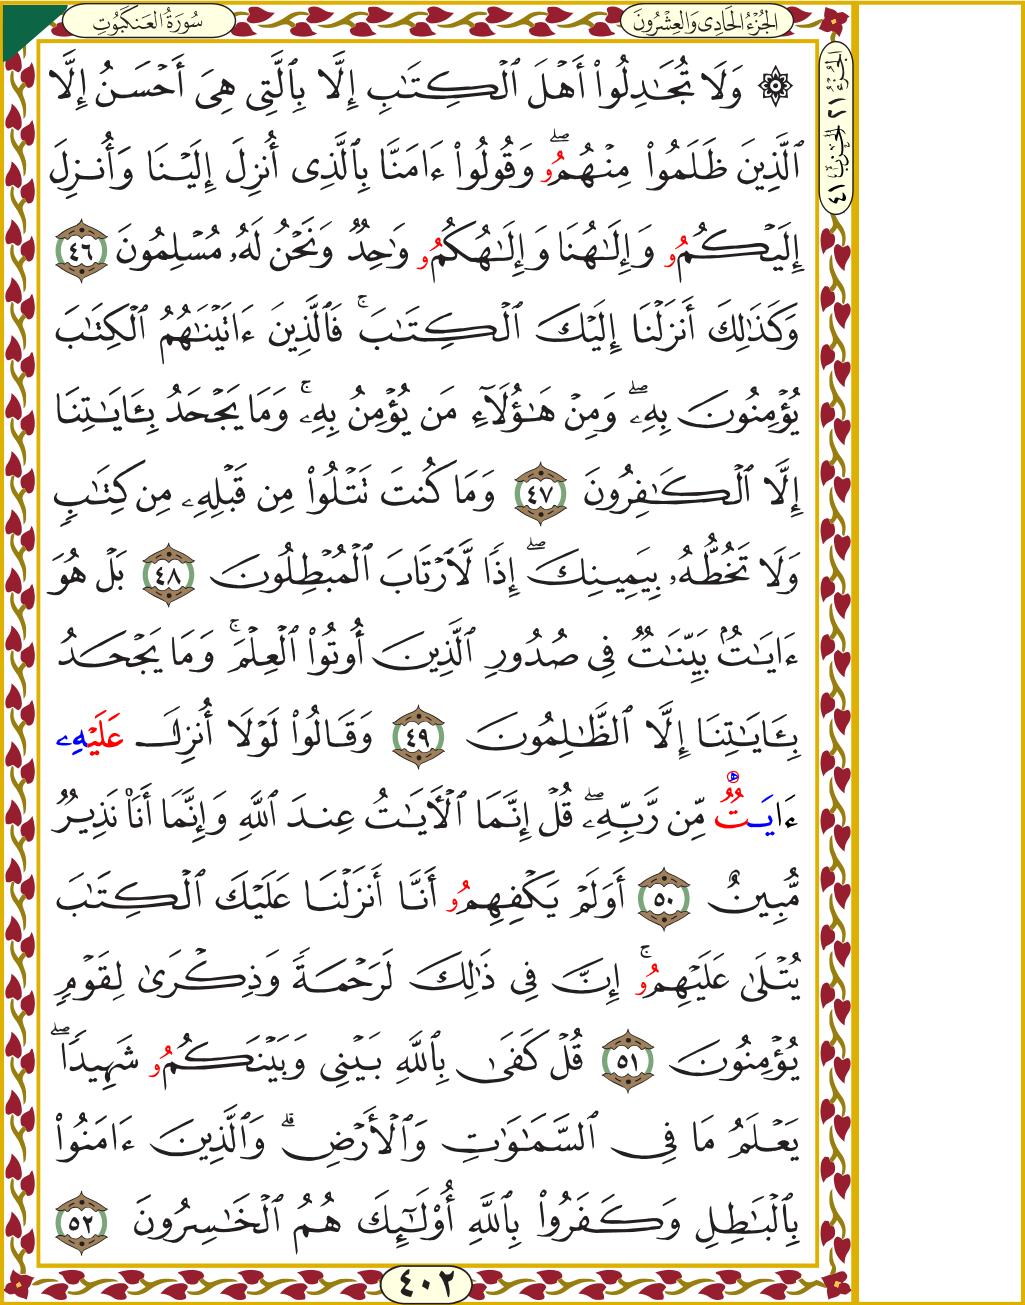 سُورَةُ العَنكَبُوتِ
الجُزْءُ الحَادِى وَالعِشْرُونَ
الجزء ٢١ الحزب ٤١
۞ وَلَا تُجَٰدِلُوٓا۟ أَهْلَ ٱلْكِتَٰبِ إِلَّا بِٱلَّتِى هِىَ أَحْسَنُ إِلَّا
ٱلَّذِينَ ظَلَمُوا۟ مِنْهُمُو ۖ وَقُولُوٓا۟ ءَامَنَّا بِٱلَّذِىٓ أُنزِلَ إِلَيْنَا وَأُنزِلَ
إِلَيْكُمُو وَإِلَٰهُنَا وَإِلَٰهُكُمُو وَٰحِدٌ وَنَحْنُ لَهُۥ مُسْلِمُونَ ٤٦
وَكَذَٰلِكَ أَنزَلْنَآ إِلَيْكَ ٱلْكِتَٰبَ ۚ فَٱلَّذِينَ ءَاتَيْنَٰهُمُ ٱلْكِتَٰبَ
يُؤْمِنُونَ بِهِۦ ۖ وَمِنْ هَٰٓؤُلَآءِ مَن يُؤْمِنُ بِهِۦ ۚ وَمَا يَجْحَدُ بِـَٔايَٰتِنَآ
إِلَّا ٱلْكَٰفِرُونَ ٤٧ وَمَا كُنتَ تَتْلُوا۟ مِن قَبْلِهِۦ مِن كِتَٰبٍ
وَلَا تَخُطُّهُۥ بِيَمِينِكَ ۖ إِذًا لَّٱرْتَابَ ٱلْمُبْطِلُونَ ٤٨ بَلْ هُوَ
ءَايَٰتٌۢ بَيِّنَٰتٌ فِى صُدُورِ ٱلَّذِينَ أُوتُوا۟ ٱلْعِلْمَ ۚ وَمَا يَجْحَدُ
بِـَٔايَٰتِنَآ إِلَّا ٱلظَّٰلِمُونَ ٤٩ وَقَالُوا۟ لَوْلَآ أُنزِلَ عَلَيْهِۦ
ءَايَٰتٌ مِّن رَّبِّهِۦ ۖ قُلْ إِنَّمَا ٱلْأَيَٰتُ عِندَ ٱللَّهِ وَإِنَّمَآ أَنَا۠ نَذِيرٌ
مُّبِينٌ ٥٠ أَوَلَمْ يَكْفِهِمُو أَنَّآ أَنزَلْنَا عَلَيْكَ ٱلْكِتَٰبَ
يُتْلَىٰ عَلَيْهِمُو ۚ إِنَّ فِى ذَٰلِكَ لَرَحْمَةً وَذِكْرَىٰ لِقَوْمٍ
يُؤْمِنُونَ ٥١ قُلْ كَفَىٰ بِٱللَّهِ بَيْنِى وَبَيْنَكُمُو شَهِيدًا ۖ
يَعْلَمُ مَا فِى ٱلسَّمَٰوَٰتِ وَٱلْأَرْضِ ۗ وَٱلَّذِينَ ءَامَنُوا۟
بِٱلْبَٰطِلِ وَكَفَرُوا۟ بِٱللَّهِ أُو۟لَٰٓئِكَ هُمُ ٱلْخَٰسِرُونَ ٥٢
٤٠٢